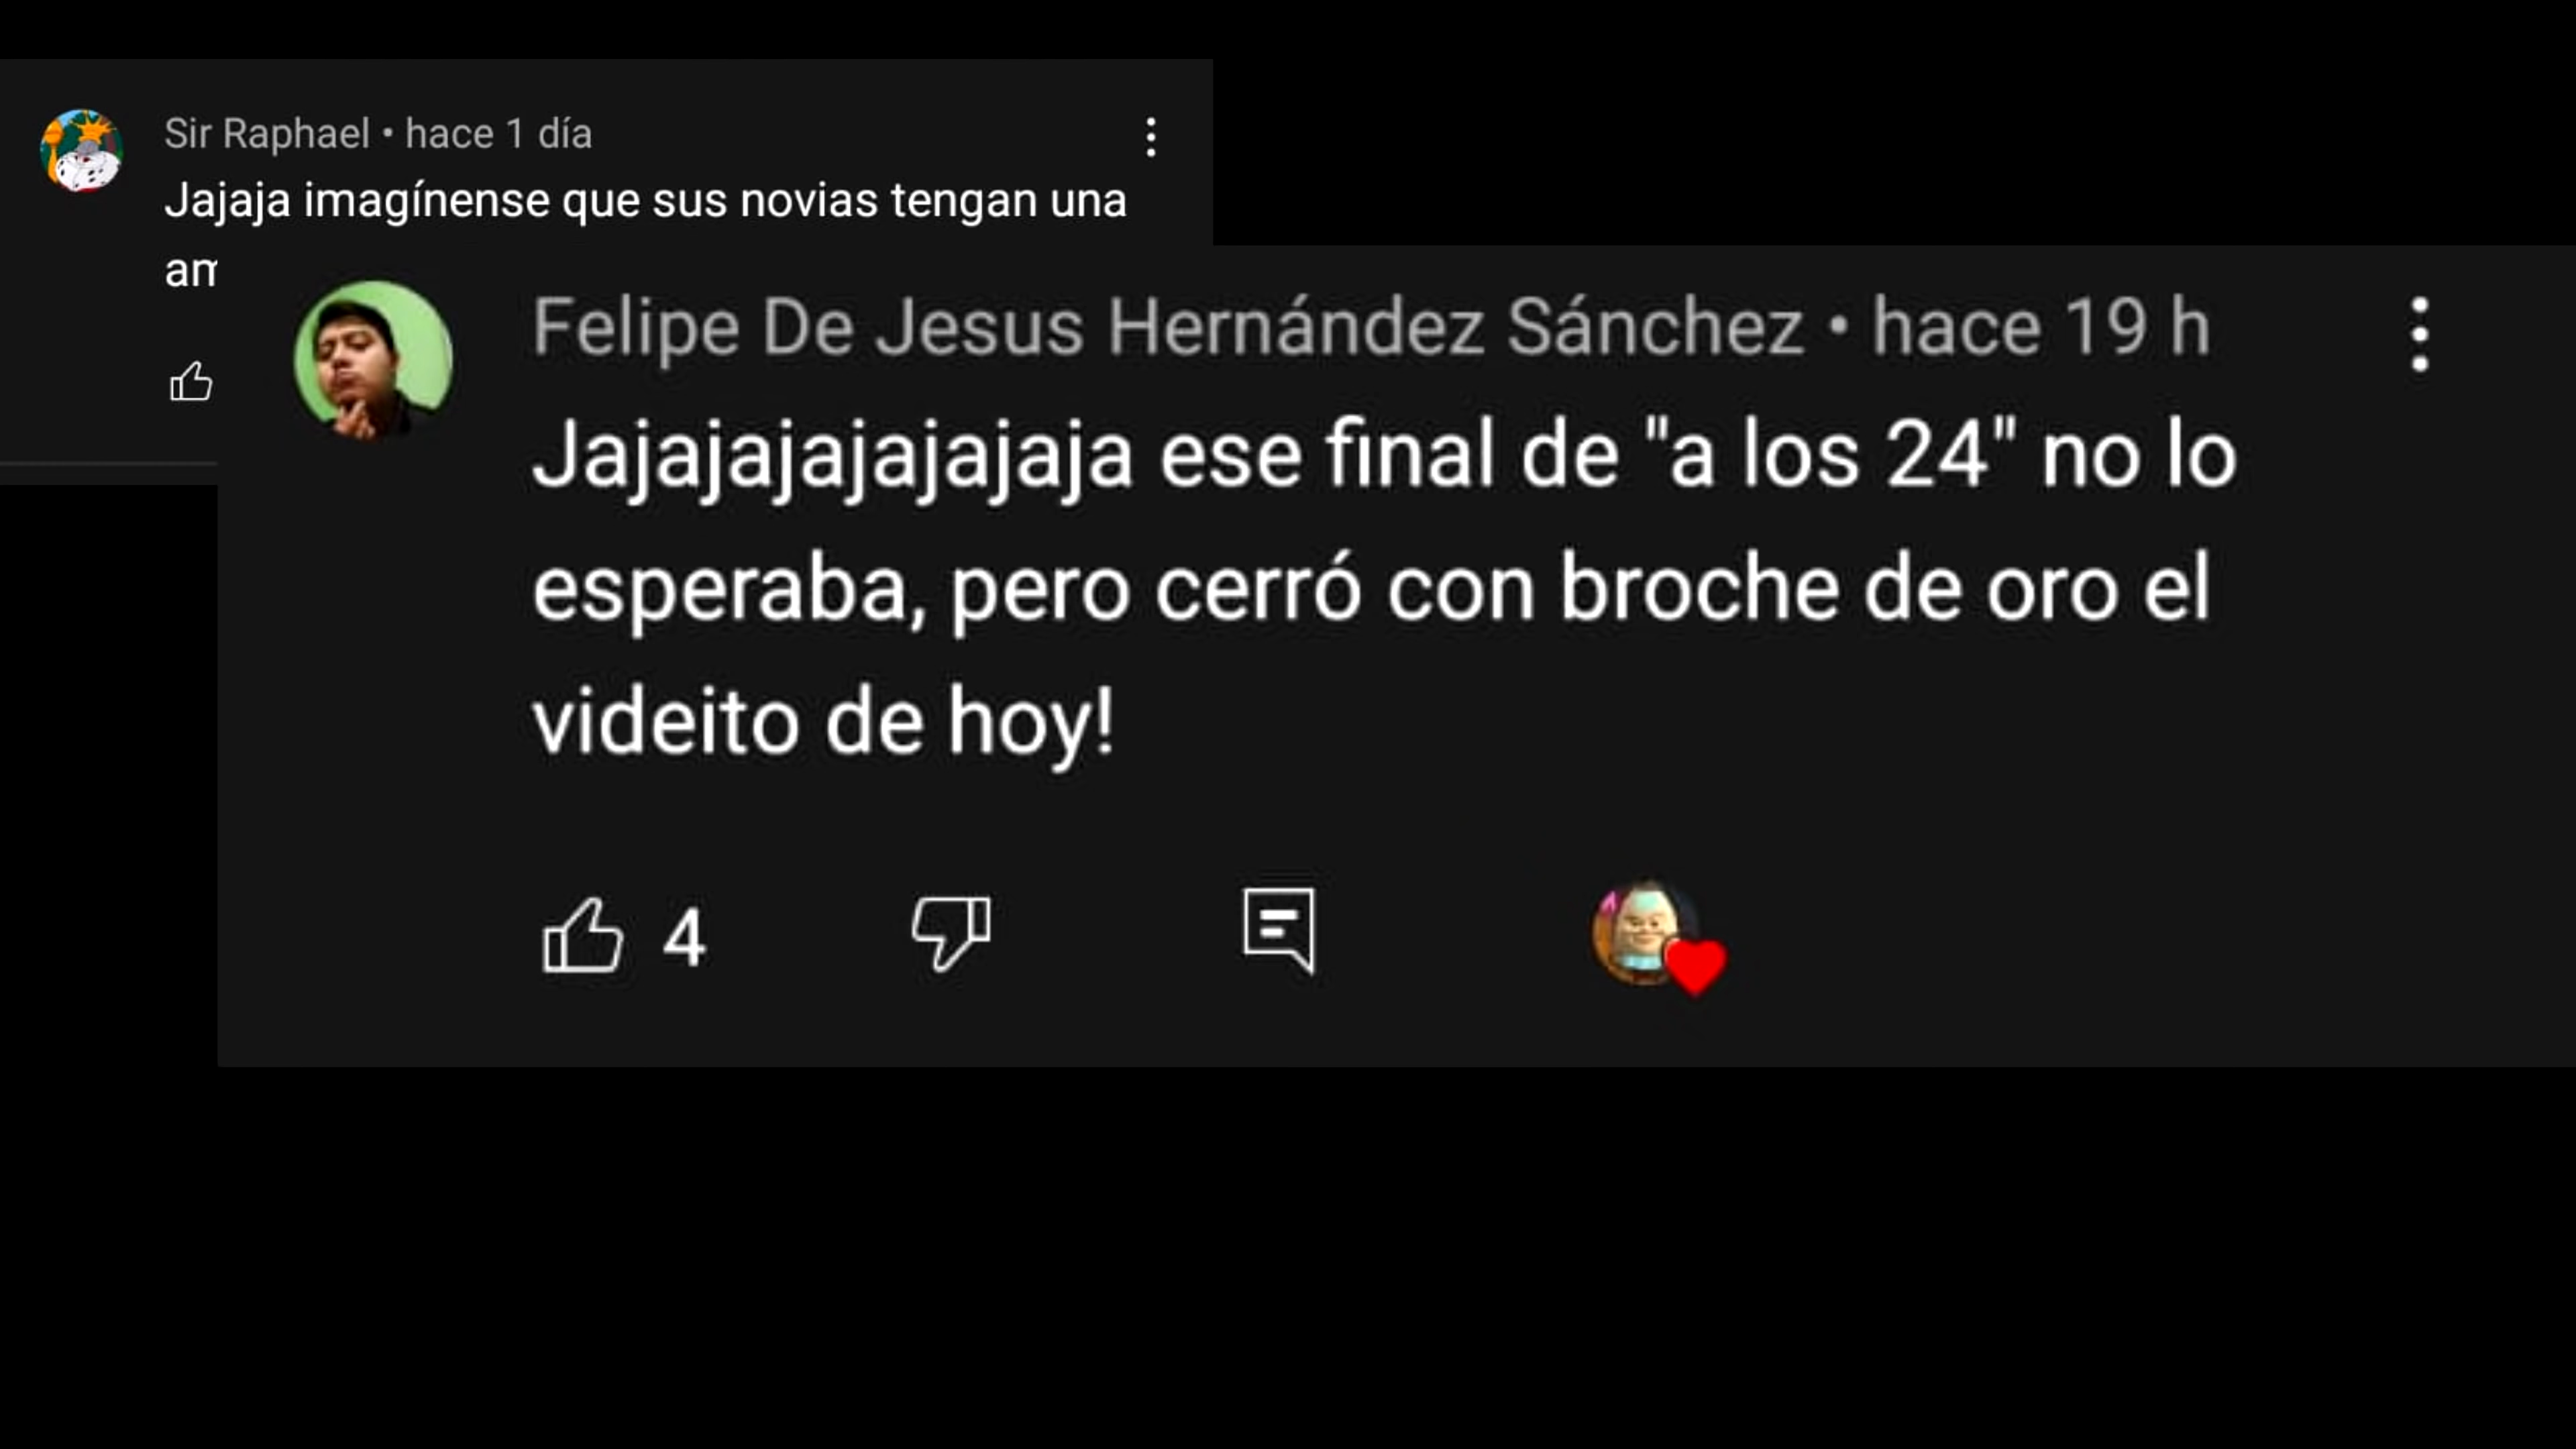 Sir Raphael • hace 1 día
Jajaja imagínense que sus novias tengan una
Felipe De Jesus Hernández Sánchez • hace 19 h
Jajajajajajajaja ese final de "a los 24" no lo
esperaba, pero cerró con broche de oro el
videito de hoy!
4